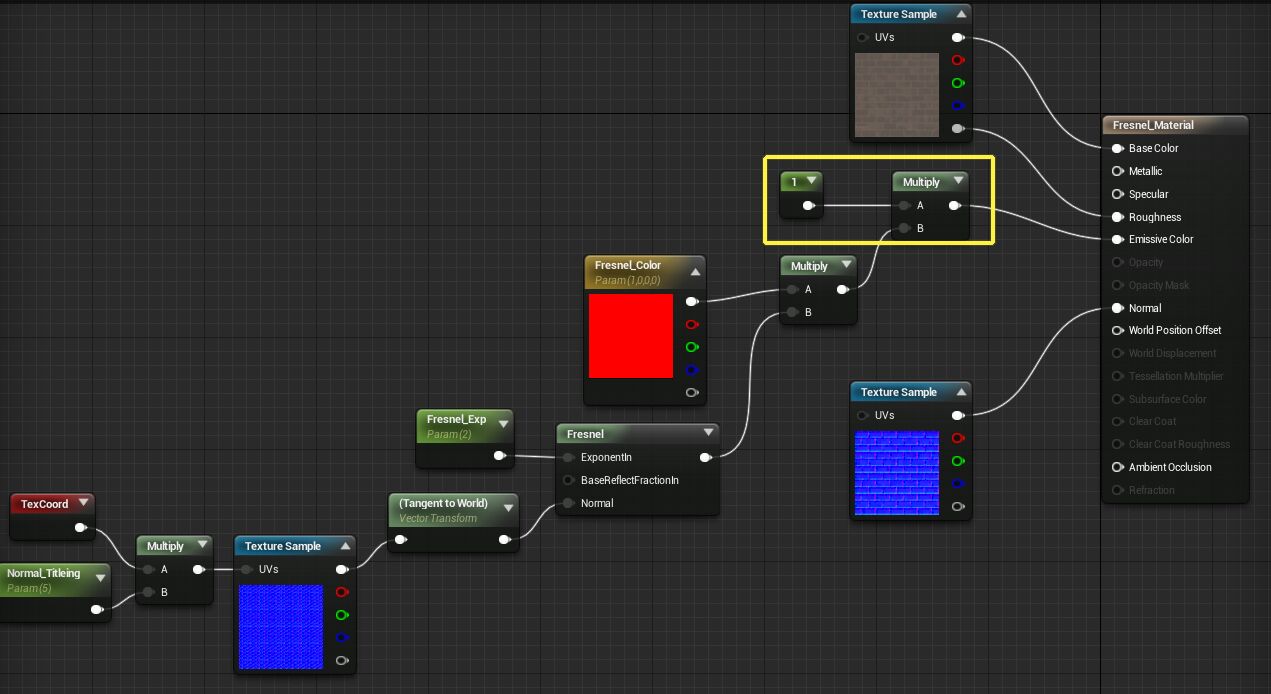 Texture Sample
UVs
Fresnel_Material
Base Color
Metallic
Specular
Roughness
Emissive Color
Opacity
Opacity Mask
Normal
World Position Offset
World Displacement
Tessellation Multiplier
Subsurface Color
Clear Coat
Clear Coat Roughness
Ambient Occlusion
Refraction
1
Multiply
A
B
Fresnel_Color
Param (1,0,0,0)
Multiply
A
B
Texture Sample
UVs
Fresnel_Exp
Param (2)
Fresnel
ExponentIn
BaseReflectFractionIn
Normal
(Tangent to World)
Vector Transform
TexCoord
Normal_Titleing
Param (5)
Multiply
A
B
Texture Sample
UVs